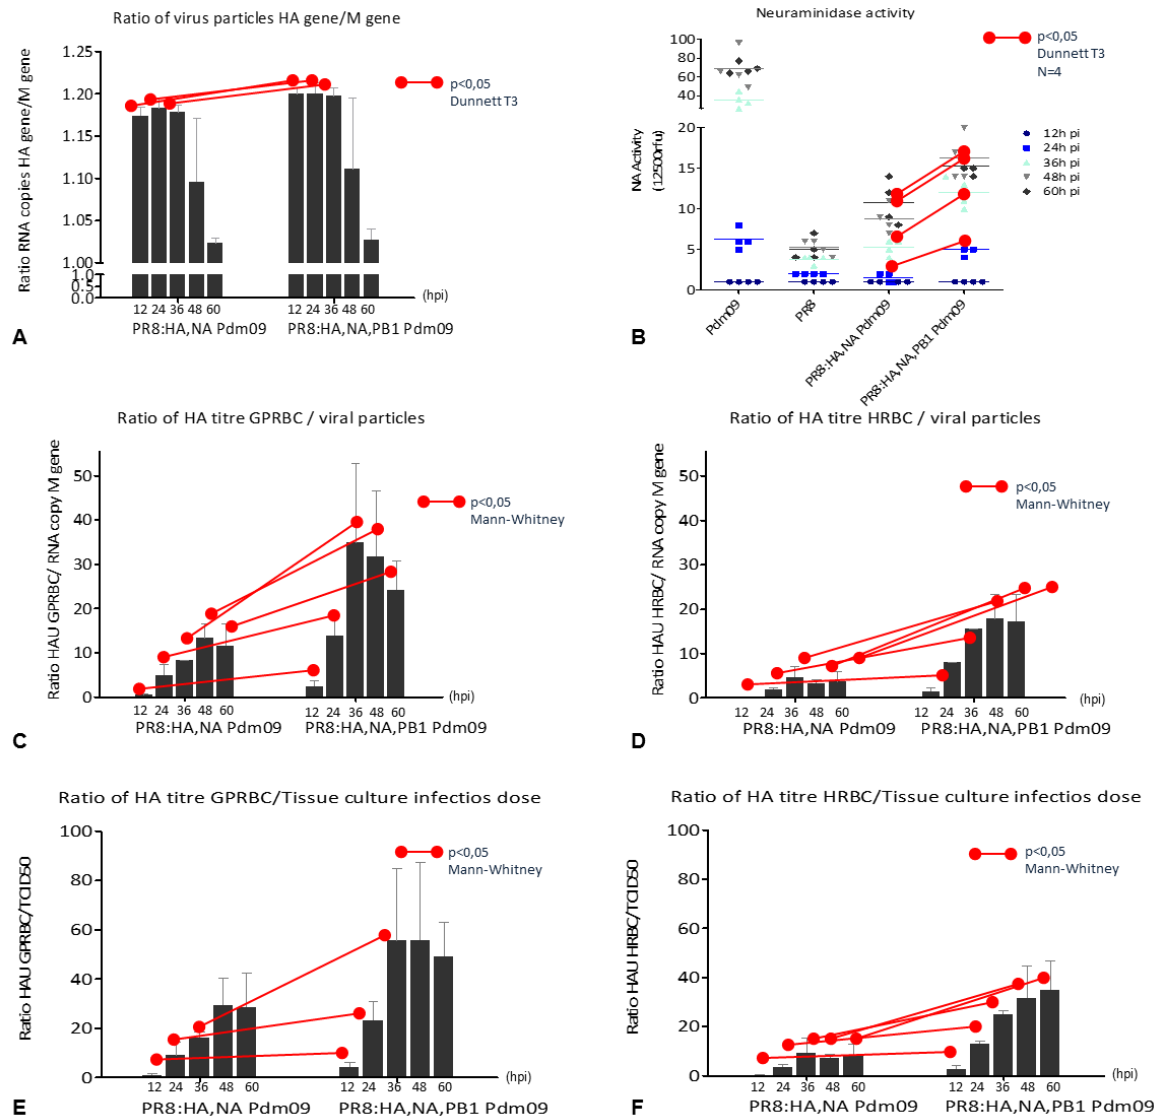 Ratio of virus particles HA gene/M gene
Ratio RNA copies HA gene/M gene
1.25
1.20
1.15
1.10
1.05
1.00
1.0
0.5
0.0
p<0,05
Dunnett T3
12 24 36 48 60 12 24 36 48 60 (hpi)
PR8:HA,NA Pdm09 PR8:HA,NA,PB1 Pdm09
A
Neuraminidase activity
NA Activity
(12500rfu)
100
80
60
40
20
15
10
5
0
p<0,05
Dunnett T3
N=4
12h pi
24h pi
36h pi
48h pi
60h pi
Pdm09
PR8
PR8:HA,NA Pdm09
PR8:HA,NA,PB1 Pdm09
B
Ratio of HA titre GPRBC / viral particles
Ratio HAU GPRBC/ RNA copy M gene
50
40
30
20
10
0
p<0,05
Mann-Whitney
12 24 36 48 60 12 24 36 48 60 (hpi)
PR8:HA,NA Pdm09 PR8:HA,NA,PB1 Pdm09
C
Ratio of HA titre HRBC / viral particles
Ratio HAU HRBC/ RNA copy M gene
50
40
30
20
10
0
p<0,05
Mann-Whitney
12 24 36 48 60 12 24 36 48 60 (hpi)
PR8:HA,NA Pdm09 PR8:HA,NA,PB1 Pdm09
D
Ratio of HA titre GPRBC/Tissue culture infectios dose
Ratio HAU GPRBC/TCID50
100
80
60
40
20
0
p<0,05
Mann-Whitney
12 24 36 48 60 12 24 36 48 60 (hpi)
PR8:HA,NA Pdm09 PR8:HA,NA,PB1 Pdm09
E
Ratio of HA titre HRBC/Tissue culture infectios dose
Ratio HAU HRBC/TCID50
100
80
60
40
20
0
p<0,05
Mann-Whitney
12 24 36 48 60 12 24 36 48 60 (hpi)
PR8:HA,NA Pdm09 PR8:HA,NA,PB1 Pdm09
F